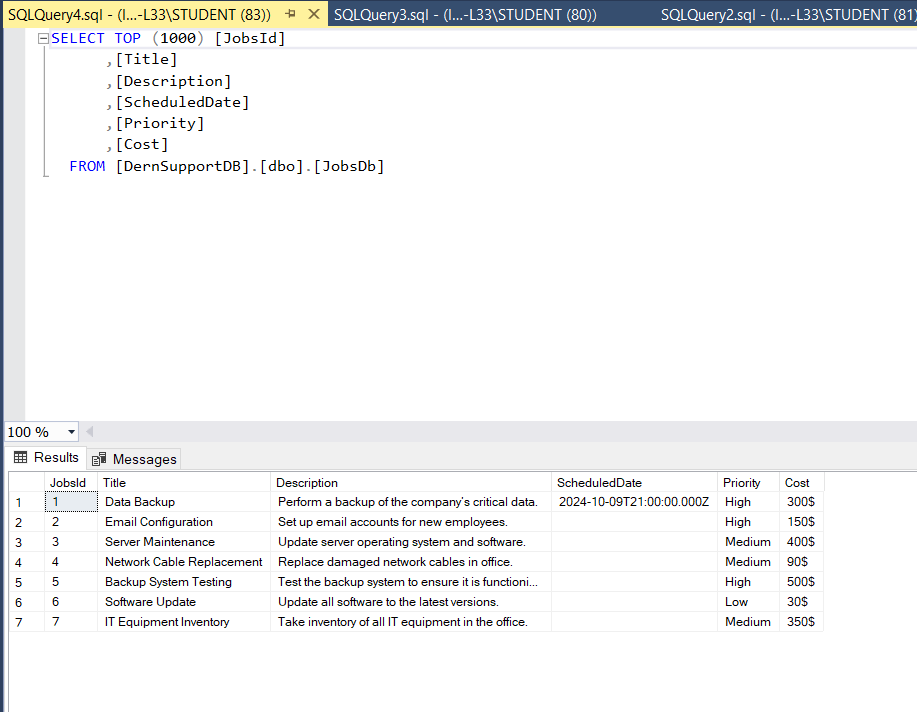 SQLQuery4.sql - (l...-L33\STUDENT (83)) SQLQuery3.sql - (l...-L33\STUDENT (80)) SQLQuery2.sql - (l...-L33\STUDENT (81)
SELECT TOP (1000) [JobsId]
,[Title]
,[Description]
,[ScheduledDate]
,[Priority]
,[Cost]
FROM [DernSupportDB].[dbo].[JobsDb]
100 %
Results Messages
JobsId Title Description ScheduledDate Priority Cost
1 1 Data Backup Perform a backup of the company's critical data. 2024-10-09T21:00:00.000Z High 300$
2 2 Email Configuration Set up email accounts for new employees. High 150$
3 3 Server Maintenance Update server operating system and software. Medium 400$
4 4 Network Cable Replacement Replace damaged network cables in office. Medium 90$
5 5 Backup System Testing Test the backup system to ensure it is functioni... High 500$
6 6 Software Update Update all software to the latest versions. Low 30$
7 7 IT Equipment Inventory Take inventory of all IT equipment in the office. Medium 350$